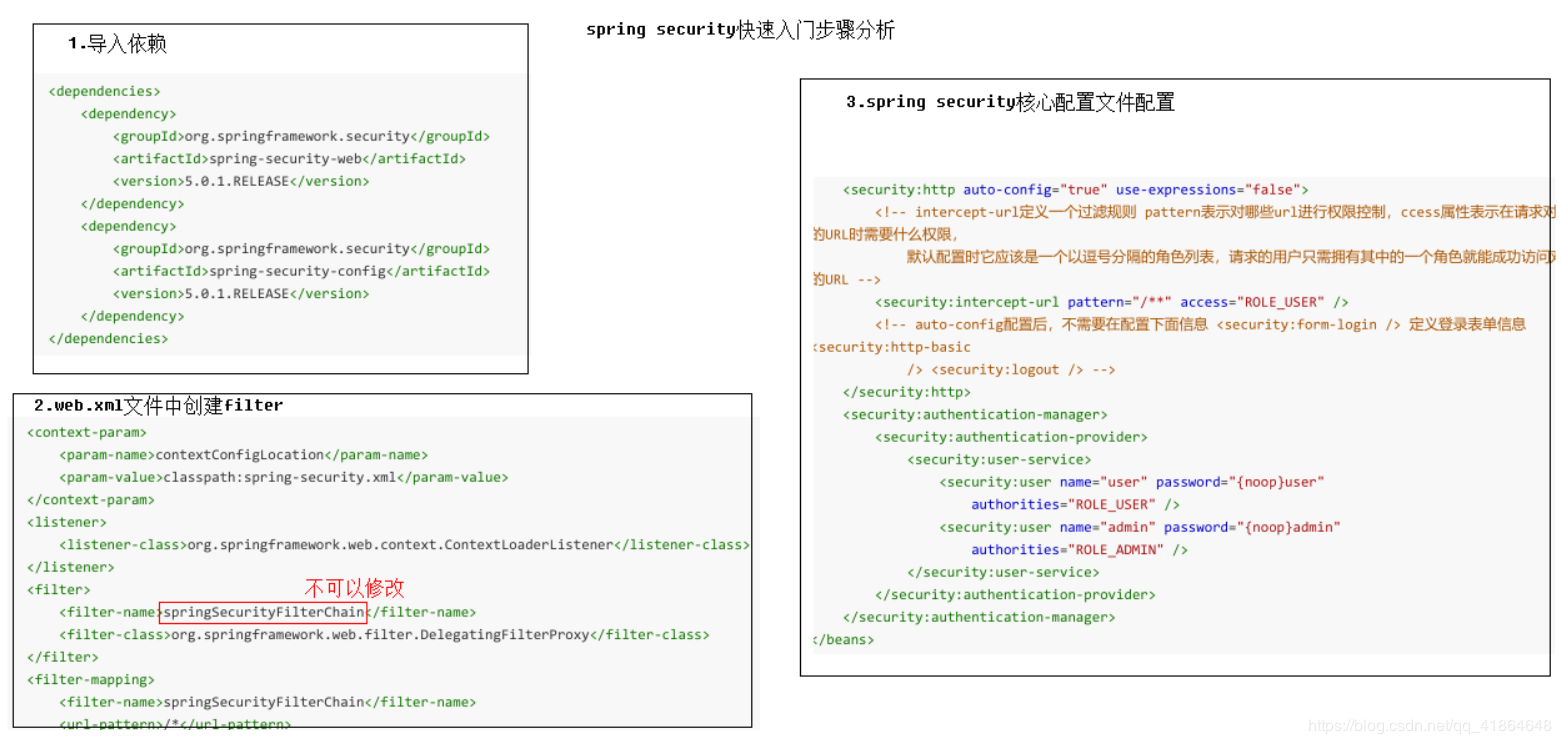 spring security快速入门步骤分析
1.导入依赖
<dependencies>
<dependency>
<groupId>org.springframework.security</groupId>
<artifactId>spring-security-web</artifactId>
<version>5.0.1.RELEASE</version>
</dependency>
<dependency>
<groupId>org.springframework.security</groupId>
<artifactId>spring-security-config</artifactId>
<version>5.0.1.RELEASE</version>
</dependency>
</dependencies>
2.web.xml文件中创建filter
<context-param>
<param-name>contextConfigLocation</param-name>
<param-value>classpath:spring-security.xml</param-value>
</context-param>
<listener>
<listener-class>org.springframework.web.context.ContextLoaderListener</listener-class>
</listener>
<filter>
不可以修改
<filter-name>springSecurityFilterChain</filter-name>
<filter-class>org.springframework.web.filter.DelegatingFilterProxy</filter-class>
</filter>
<filter-mapping>
<filter-name>springSecurityFilterChain</filter-name>
<url-pattern>/*</url-pattern>
3.spring security核心配置文件配置
<security:http auto-config="true" use-expressions="false">
<!-- intercept-url定义一个过滤规则 pattern表示对哪些url进行权限控制，ccess属性表示在请求对
的URL时需要什么权限，
默认配置时它应该是一个以逗号分隔的角色列表，请求的用户只需拥有其中的一个角色就能成功访问
的URL -->
<security:intercept-url pattern="/**" access="ROLE_USER" />
<!-- auto-config配置后，不需要在配置下面信息 <security:form-login /> 定义登录表单信息
<security:http-basic
/> <security:logout /> -->
</security:http>
<security:authentication-manager>
<security:authentication-provider>
<security:user-service>
<security:user name="user" password="{noop}user"
authorities="ROLE_USER" />
<security:user name="admin" password="{noop}admin"
authorities="ROLE_ADMIN" />
</security:user-service>
</security:authentication-provider>
</security:authentication-manager>
</beans>
https://blog.csdn.net/qq_41864648